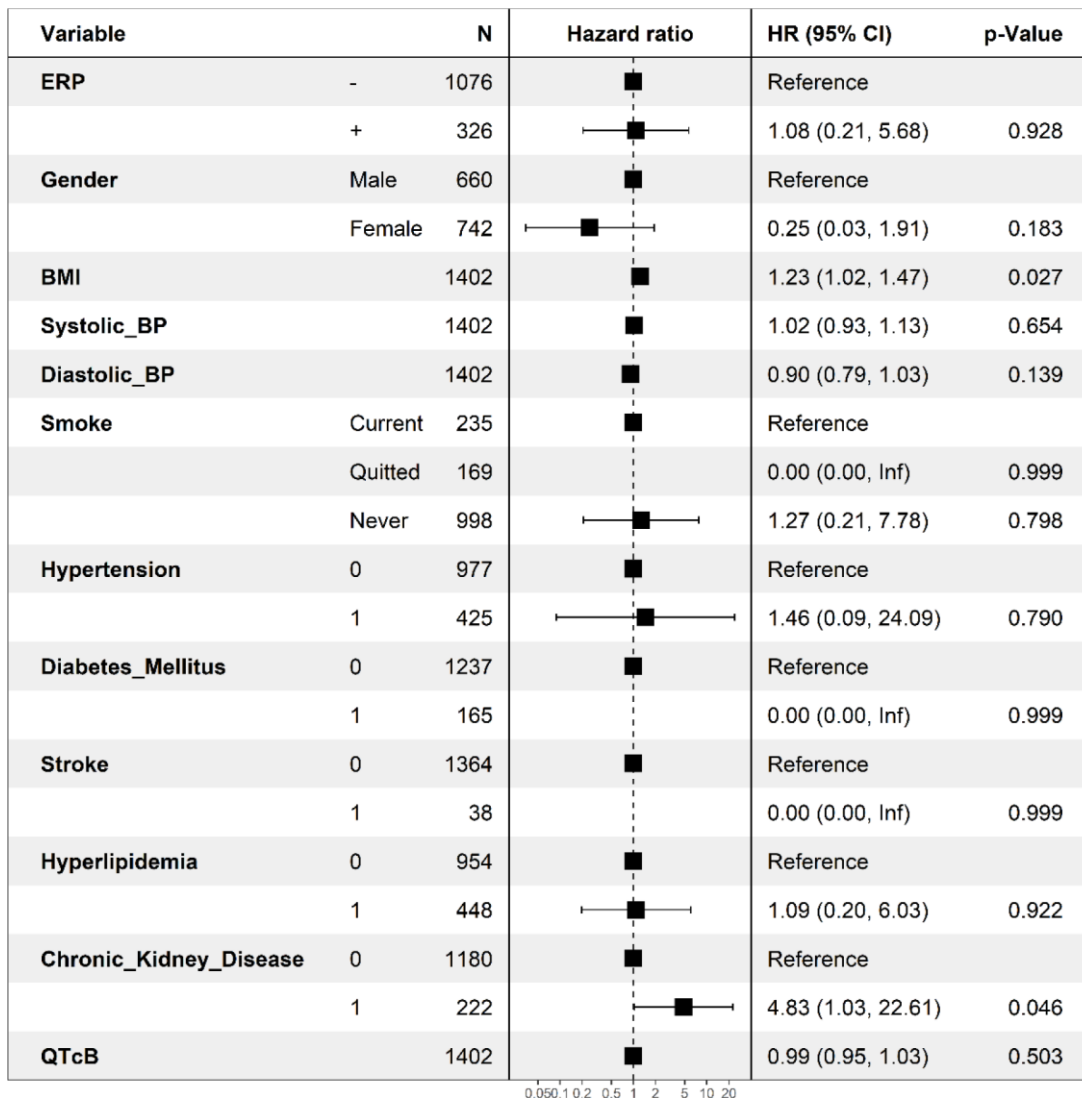 Variable N Hazard ratio HR (95% CI) p-Value
ERP - 1076 Reference
+ 326 1.08 (0.21, 5.68) 0.928
Gender Male 660 Reference
Female 742 0.25 (0.03, 1.91) 0.183
BMI 1402 1.23 (1.02, 1.47) 0.027
Systolic_BP 1402 1.02 (0.93, 1.13) 0.654
Diastolic_BP 1402 0.90 (0.79, 1.03) 0.139
Smoke Current 235 Reference
Quitted 169 0.00 (0.00, Inf) 0.999
Never 998 1.27 (0.21, 7.78) 0.798
Hypertension 0 977 Reference
1 425 1.46 (0.09, 24.09) 0.790
Diabetes_Mellitus 0 1237 Reference
1 165 0.00 (0.00, Inf) 0.999
Stroke 0 1364 Reference
1 38 0.00 (0.00, Inf) 0.999
Hyperlipidemia 0 954 Reference
1 448 1.09 (0.20, 6.03) 0.922
Chronic_Kidney_Disease 0 1180 Reference
1 222 4.83 (1.03, 22.61) 0.046
QTcB 1402 0.99 (0.95, 1.03) 0.503
0.05 0.1 0.2 0.5 1 2 5 10 20